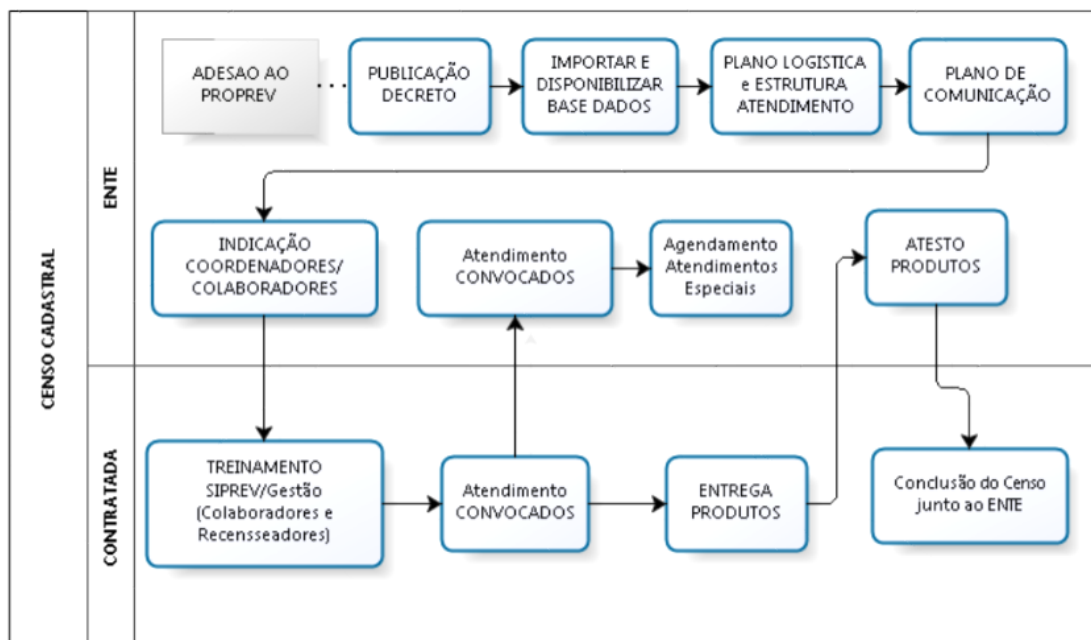 CENSO CADASTRAL
ENTE
ADESAO AO
PROPREV
PUBLICAÇÃO
DECRETO
IMPORTAR E
DISPONIBILIZAR
BASE DADOS
PLANO LOGISTICA
e ESTRUTURA
ATENDIMENTO
PLANO DE
COMUNICAÇÃO
INDICAÇÃO
COORDENADORES/
COLABORADORES
Atendimento
CONVOCADOS
Agendamento
Atendimentos
Especiais
ATESTO
PRODUTOS
CONTRATADA
TREINAMENTO
SIPREV/Gestão
(Colaboradores e
Recensseadores)
Atendimento
CONVOCADOS
ENTREGA
PRODUTOS
Conclusão do Censo
junto ao ENTE